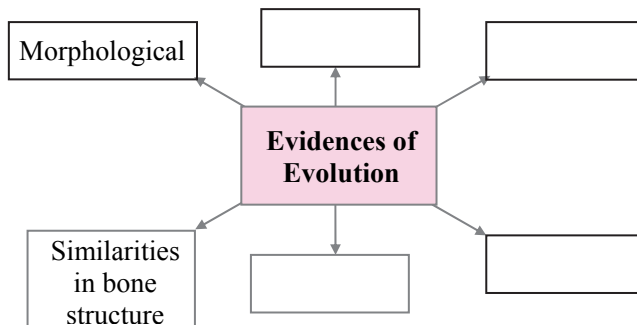 Morphological
Evidences of
Evolution
Similarities
in bone
structure